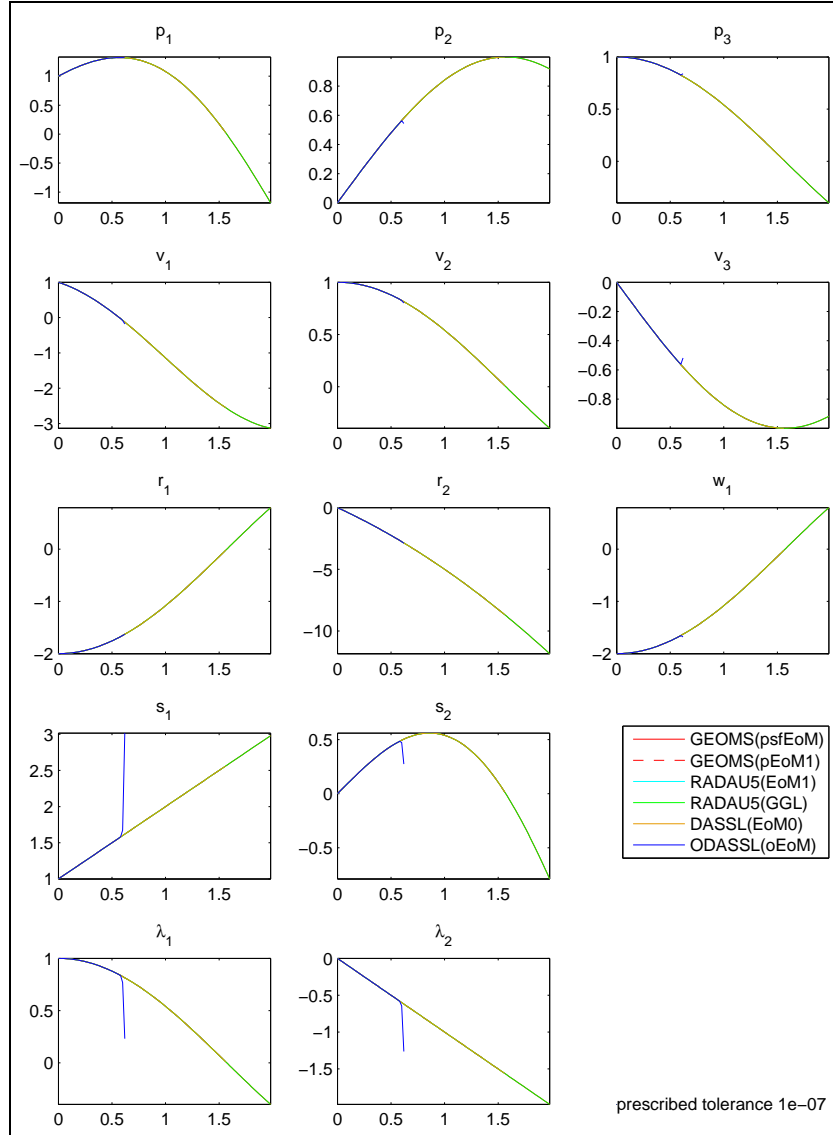 p1 p2 p3
1 0.5 0 −0.5 −1
0.8 0.6 0.4 0.2 0
1 0.5 0
0 0.5 1 1.5
0 0.5 1 1.5
0 0.5 1 1.5
v1 v2 v3
1 0 −1 −2 −3
1 0.5 0
0 −0.2 −0.4 −0.6 −0.8
0 0.5 1 1.5
0 0.5 1 1.5
0 0.5 1 1.5
r1 r2 w1
0 −1 −2
0 −5 −10
0 −1 −2
0 0.5 1 1.5
0 0.5 1 1.5
0 0.5 1 1.5
s1 s2
3 2.5 2 1.5 1
0.5 0 −0.5
0 0.5 1 1.5
0 0.5 1 1.5
GEOMS(psfEoM)
GEOMS(pEoM1)
RADAU5(EoM1)
RADAU5(GGL)
DASSL(EoM0)
ODASSL(oEoM)
λ1 λ2
1 0.5 0
0 −0.5 −1 −1.5
0 0.5 1 1.5
0 0.5 1 1.5
prescribed tolerance 1e−07